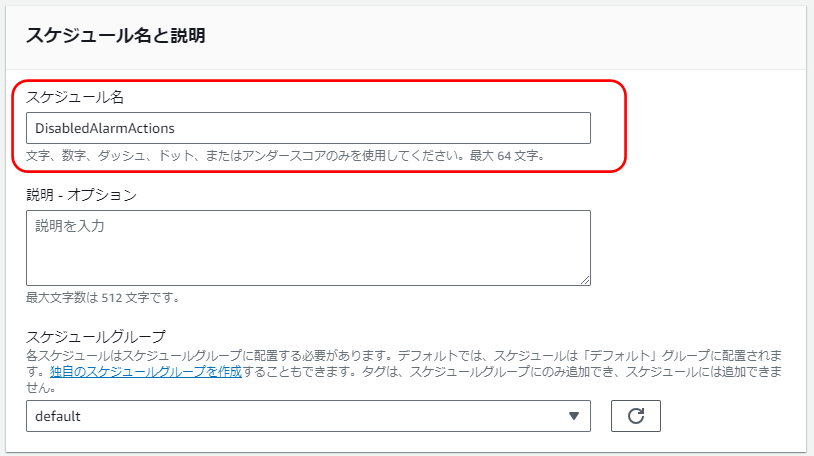 スケジュール名と説明
スケジュール名
DisabledAlarmActions
文字、数字、ダッシュ、ドット、またはアンダースコアのみを使用してください。最大 64 文字。
説明 - オプション
説明を入力
最大文字数は 512 文字です。
スケジュールグループ
各スケジュールはスケジュールグループに配置する必要があります。デフォルトでは、スケジュールは「デフォルト」グループに配置されま
す。独自のスケジュールグループを作成することもできます。タグは、スケジュールグループにのみ追加でき、スケジュールには追加できま
せん。
default